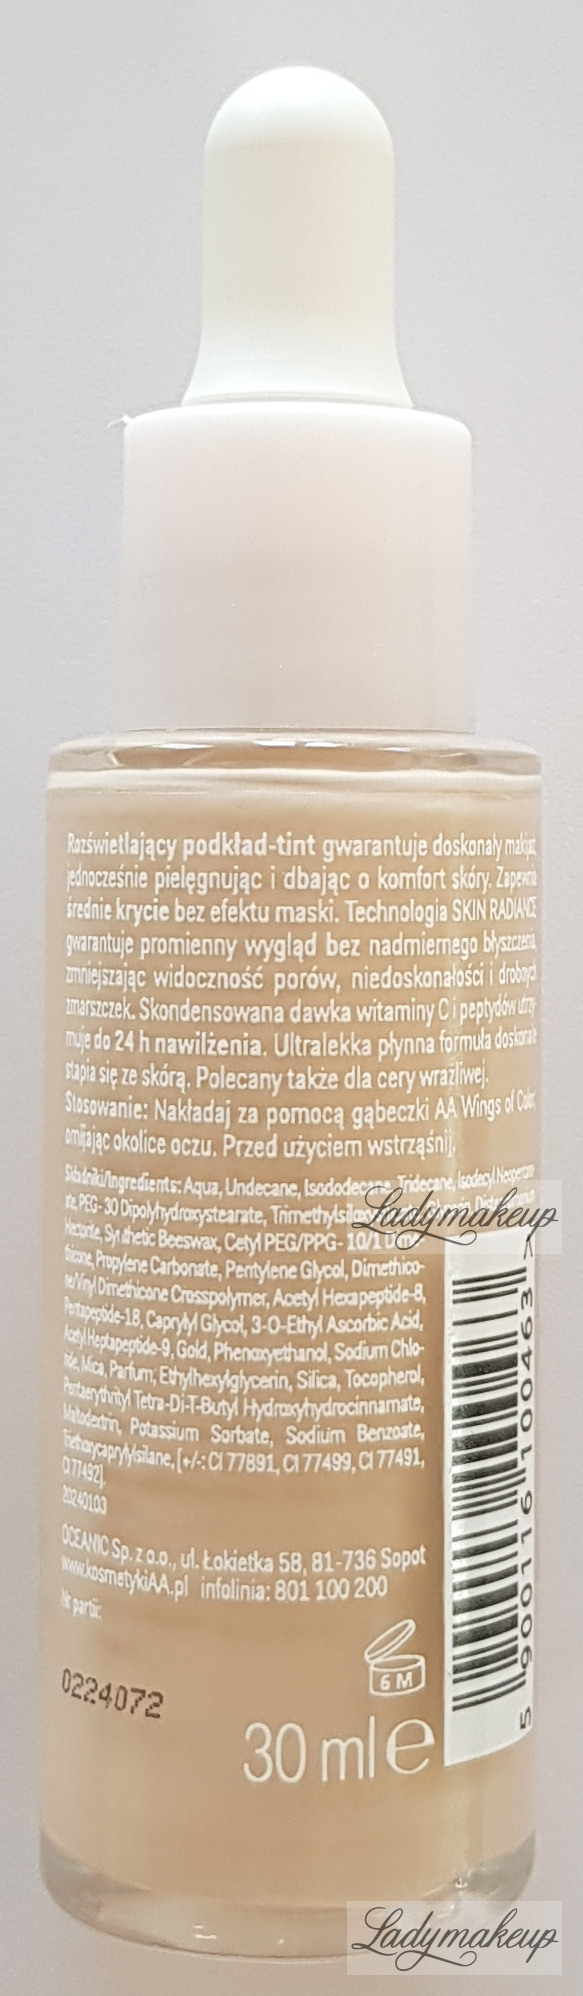 Rozświetlający podkład-tint gwarantuje doskonały makijaż,
jednocześnie pielęgnując i dbając o komfort skóry. Zapewnia
średnie krycie bez efektu maski. Technologia SKIN RADIANCE
gwarantuje promienny wygląd bez nadmiernego błyszczenia,
zmniejszając widoczność porów, niedoskonałości i drobnych
zmarszczek. Skondensowana dawka witaminy C i peptydów utrzy-
muje do 24 h nawilżenia. Ultralekka płynna formuła doskonale
stapia się ze skórą. Polecany także dla cery wrażliwej.
Stosowanie: Nakładaj za pomocą gąbeczki AA Wings of Color,
omijając okolice oczu. Przed użyciem wstrząśnij.
Składniki/Ingredients: Aqua, Undecane, Isododecane, Tridecane, Isodecyl Neopentano-
ate, PEG- 30 Dipolyhydroxystearate,
Hectorite, Synthetic Beeswax, Cetyl PEG/PPG- 10/1
thicone, Propylene Carbonate, Pentylene Glycol, Dimethico-
ne/Vinyl Dimethicone Crosspolymer, Acetyl Hexapeptide-8,
Pentapeptide-18, Caprylyl Glycol, 3-O-Ethyl Ascorbic Acid,
Acetyl Heptapeptide-9, Gold, Phenoxyethanol, Sodium Chlo-
ride, Mica, Parfum, Ethylhexylglycerin, Silica, Tocopherol,
Pentaerythrityl Tetra-Di-T-Butyl Hydroxyhydrocinnamate,
Maltodextrin, Potassium Sorbate, Sodium Benzoate,
Triethoxycaprylylsilane, [+/-: CI 77891, CI 77499, CI 77491,
CI 77492].
20240103
OCEANIC Sp. z o.o., ul. Łokietka 58, 81-736 Sopot
www.kosmetykiAA.pl infolinia: 801 100 200
Nr partii:
0224072
6 M
30 ml e
5 900116 100463 >
Ladymakeup
Ladymakeup